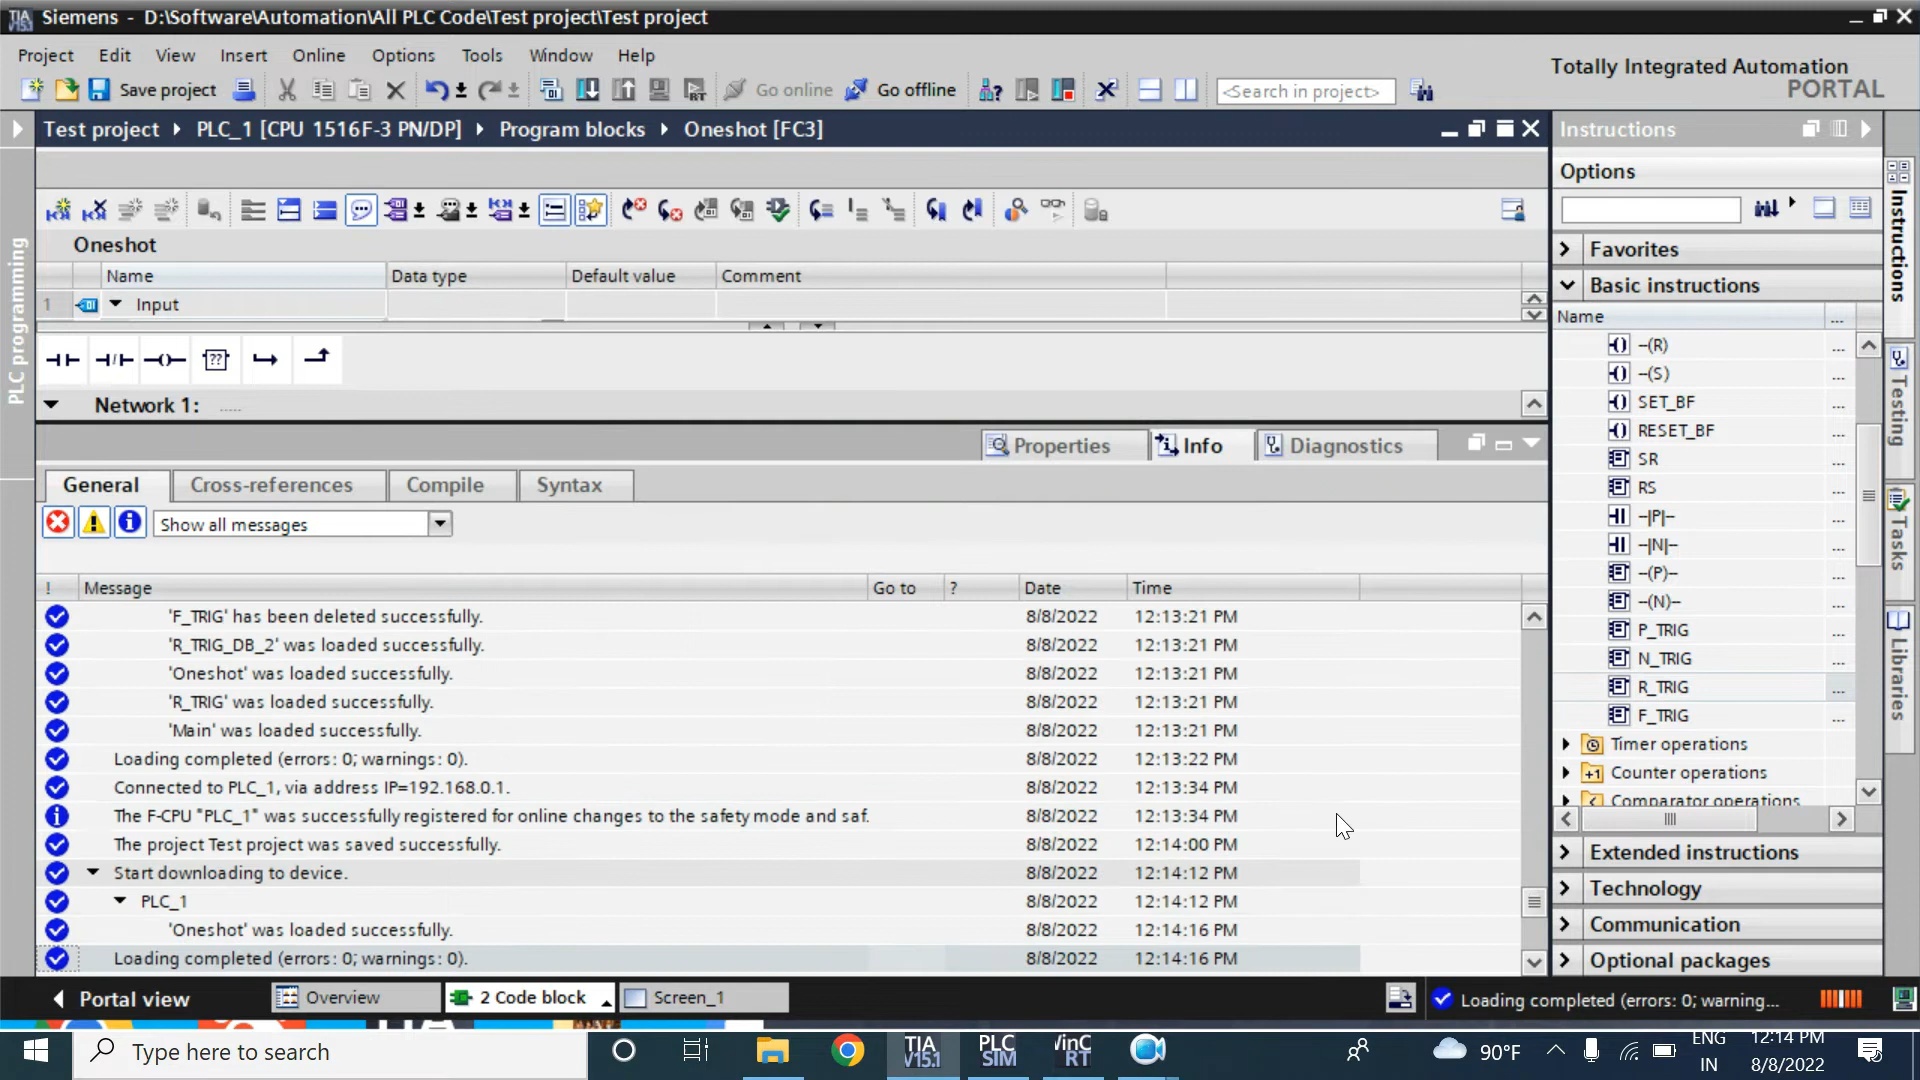 TIA V15.1 Siemens - D:\Software\Automation\All PLC Code\Test project\Test project
Project Edit View Insert Online Options Tools Window Help
Totally Integrated Automation
PORTAL
Save project
RT
Go online
Go offline
<Search in project>
Test project PLC_1 [CPU 1516F-3 PN/DP] Program blocks Oneshot [FC3]
Oneshot
Name Data type Default value Comment
1 Input
??
Network 1: .....
Properties Info Diagnostics
General Cross-references Compile Syntax
Show all messages
! Message Go to ? Date Time
'F_TRIG' has been deleted successfully. 8/8/2022 12:13:21 PM
'R_TRIG_DB_2' was loaded successfully. 8/8/2022 12:13:21 PM
'Oneshot' was loaded successfully. 8/8/2022 12:13:21 PM
'R_TRIG' was loaded successfully. 8/8/2022 12:13:21 PM
'Main' was loaded successfully. 8/8/2022 12:13:21 PM
Loading completed (errors: 0; warnings: 0). 8/8/2022 12:13:22 PM
Connected to PLC_1, via address IP=192.168.0.1. 8/8/2022 12:13:34 PM
The F-CPU "PLC_1" was successfully registered for online changes to the safety mode and saf. 8/8/2022 12:13:34 PM
The project Test project was saved successfully. 8/8/2022 12:14:00 PM
Start downloading to device. 8/8/2022 12:14:12 PM
PLC_1 8/8/2022 12:14:12 PM
'Oneshot' was loaded successfully. 8/8/2022 12:14:16 PM
Loading completed (errors: 0; warnings: 0). 8/8/2022 12:14:16 PM
PLC programming
Instructions
Options
Favorites
Basic instructions
Name ...
-(R) ...
-(S) ...
SET_BF ...
RESET_BF ...
SR ...
RS ...
-|P|- ...
-|N|- ...
-(P)- ...
-(N)- ...
P_TRIG ...
N_TRIG ...
R_TRIG ...
F_TRIG ...
Timer operations
+1 Counter operations
Comparator operations
Extended instructions
Technology
Communication
Optional packages
Instructions
Testing
Tasks
Libraries
Portal view
Overview
2 Code block
Screen_1
Loading completed (errors: 0; warning...
Type here to search
TIA V15.1
PLC SIM
WinC RT
90°F
ENG
IN
12:14 PM
8/8/2022